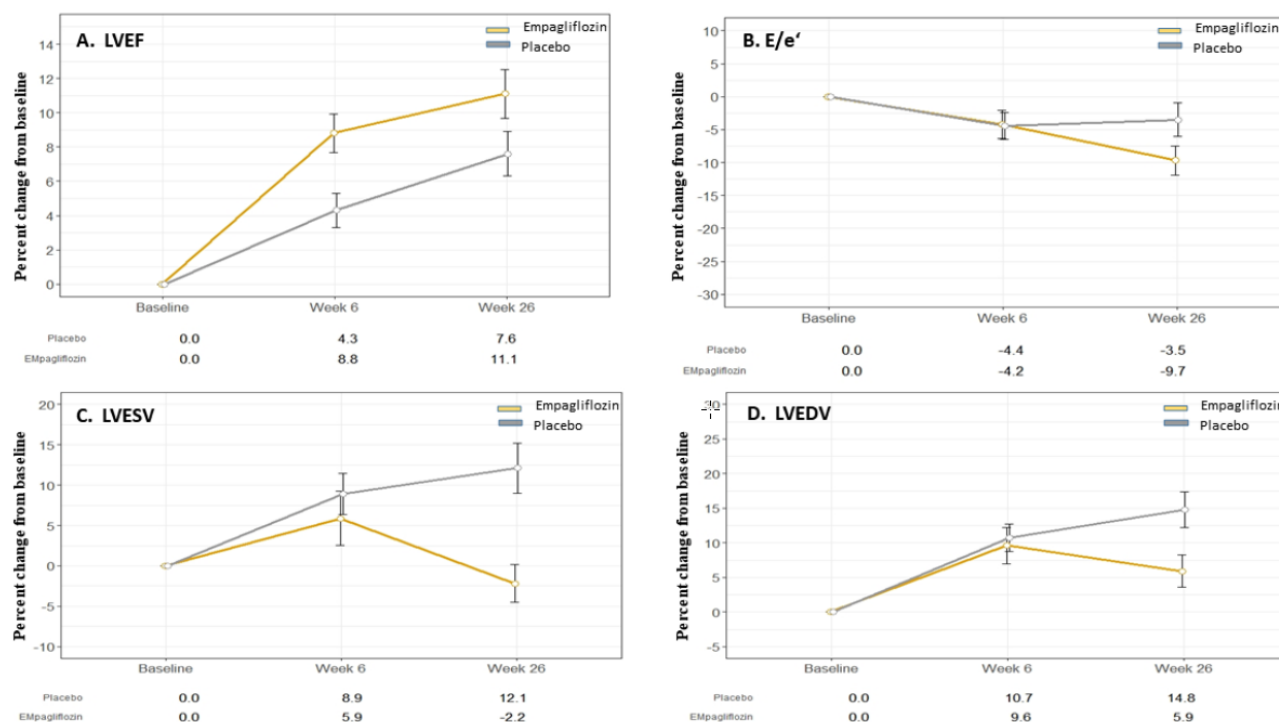 A. LVEF
Empagliflozin
Placebo
Percent change from baseline
14
12
10
8
6
4
2
0
Baseline Week 6 Week 26
Placebo 0.0 4.3 7.6
EMpagliflozin 0.0 8.8 11.1
B. E/e‘
Empagliflozin
Placebo
Percent change from baseline
10
5
0
-5
-10
-15
-20
-25
-30
Baseline Week 6 Week 26
Placebo 0.0 -4.4 -3.5
EMpagliflozin 0.0 -4.2 -9.7
C. LVESV
Empagliflozin
Placebo
Percent change from baseline
20
15
10
5
0
-5
-10
Baseline Week 6 Week 26
Placebo 0.0 8.9 12.1
EMpagliflozin 0.0 5.9 -2.2
D. LVEDV
Empagliflozin
Placebo
Percent change from baseline
30
25
20
15
10
5
0
-5
Baseline Week 6 Week 26
Placebo 0.0 10.7 14.8
EMpagliflozin 0.0 9.6 5.9